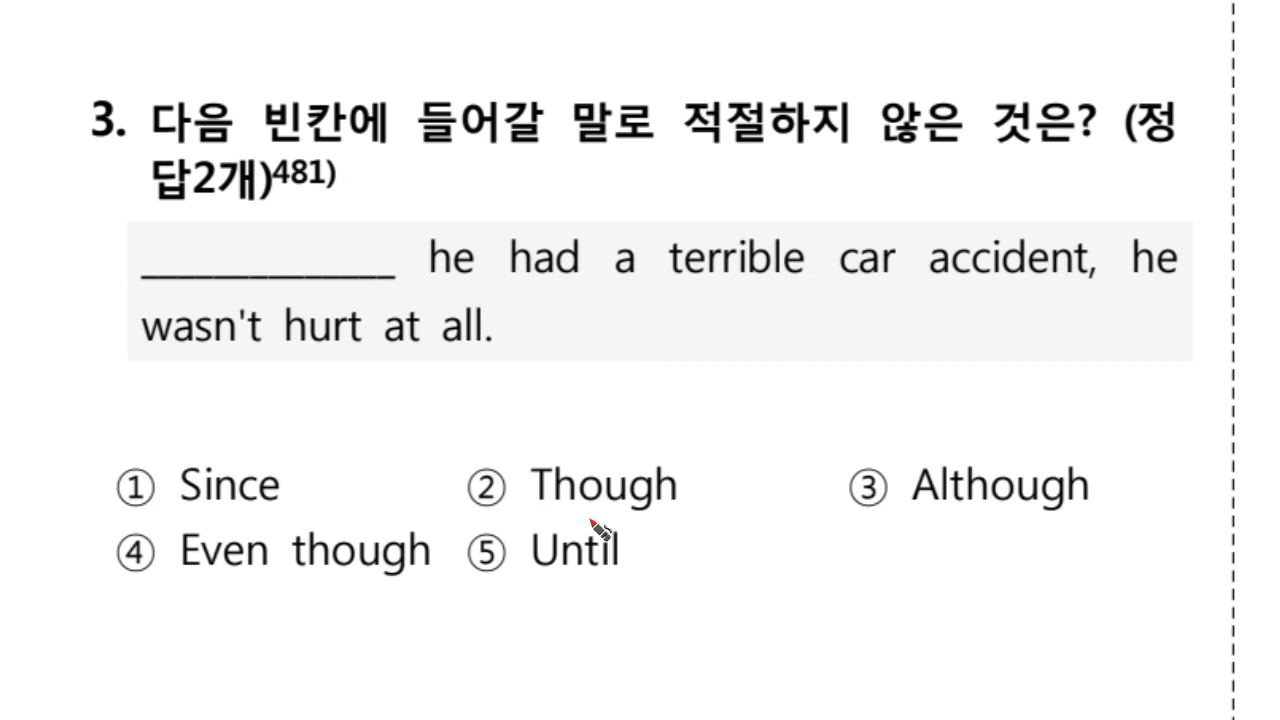 3. 다음 빈칸에 들어갈 말로 적절하지 않은 것은? (정
답2개)481)
______________ he had a terrible car accident, he
wasn't hurt at all.
① Since ② Though ③ Although
④ Even though ⑤ Until